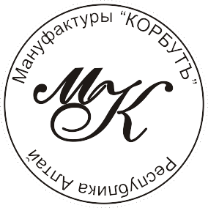 Мануфактуры “КОРБУТЪ”
МК
Республика Алтай